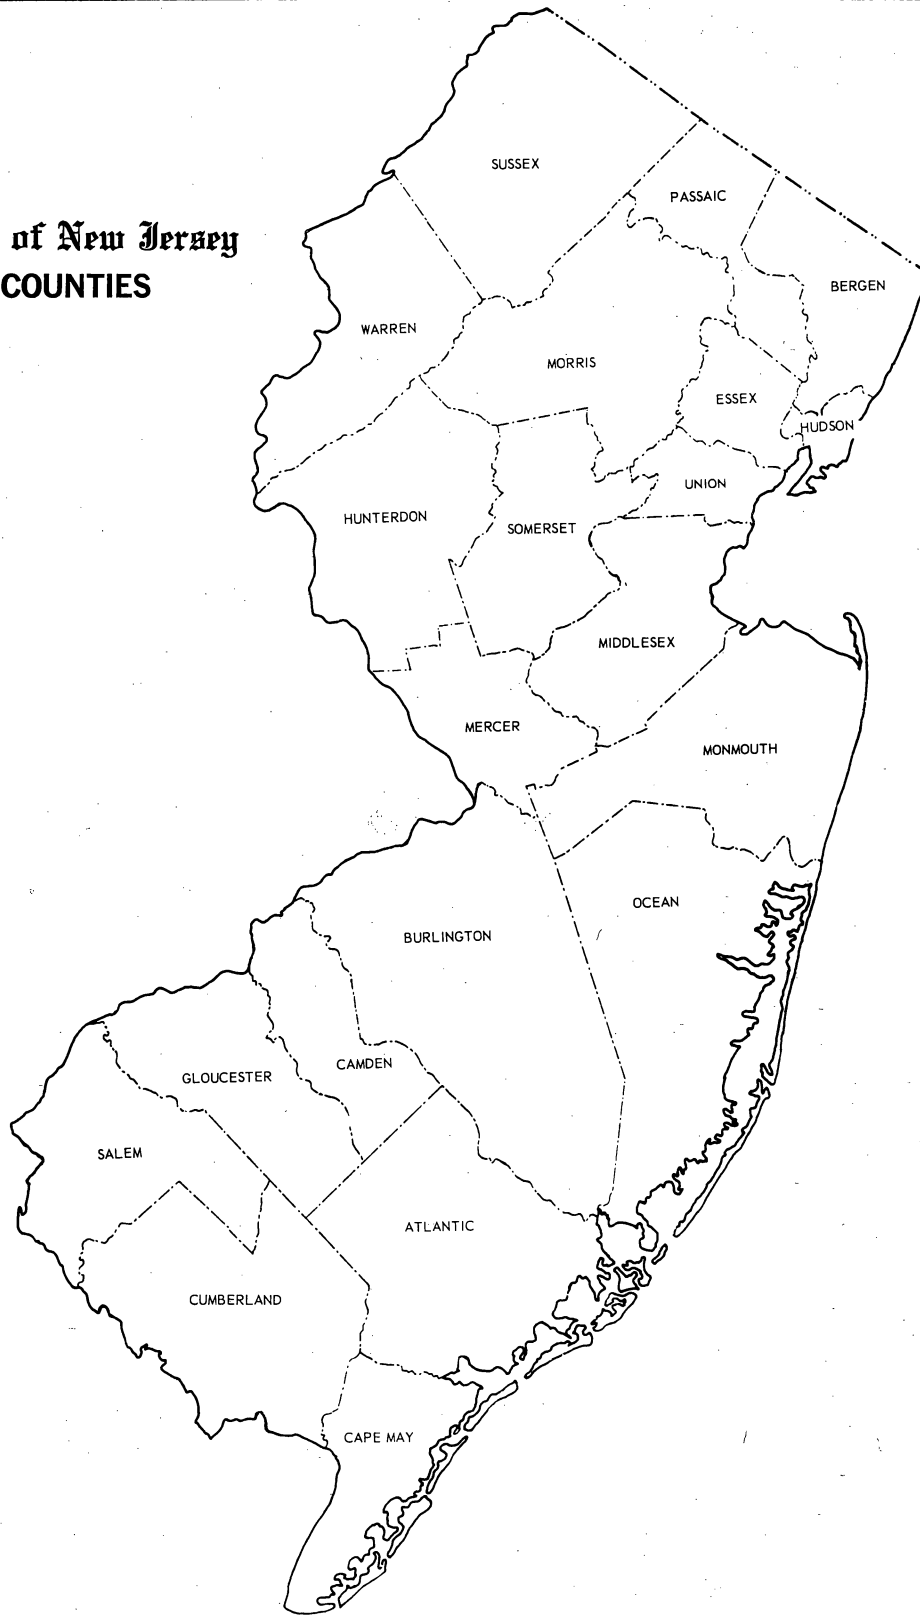 of New Jersey
COUNTIES
SUSSEX
PASSAIC
BERGEN
WARREN
MORRIS
ESSEX
HUDSON
UNION
HUNTERDON
SOMERSET
MIDDLESEX
MERCER
MONMOUTH
OCEAN
BURLINGTON
CAMDEN
GLOUCESTER
SALEM
ATLANTIC
CUMBERLAND
CAPE MAY